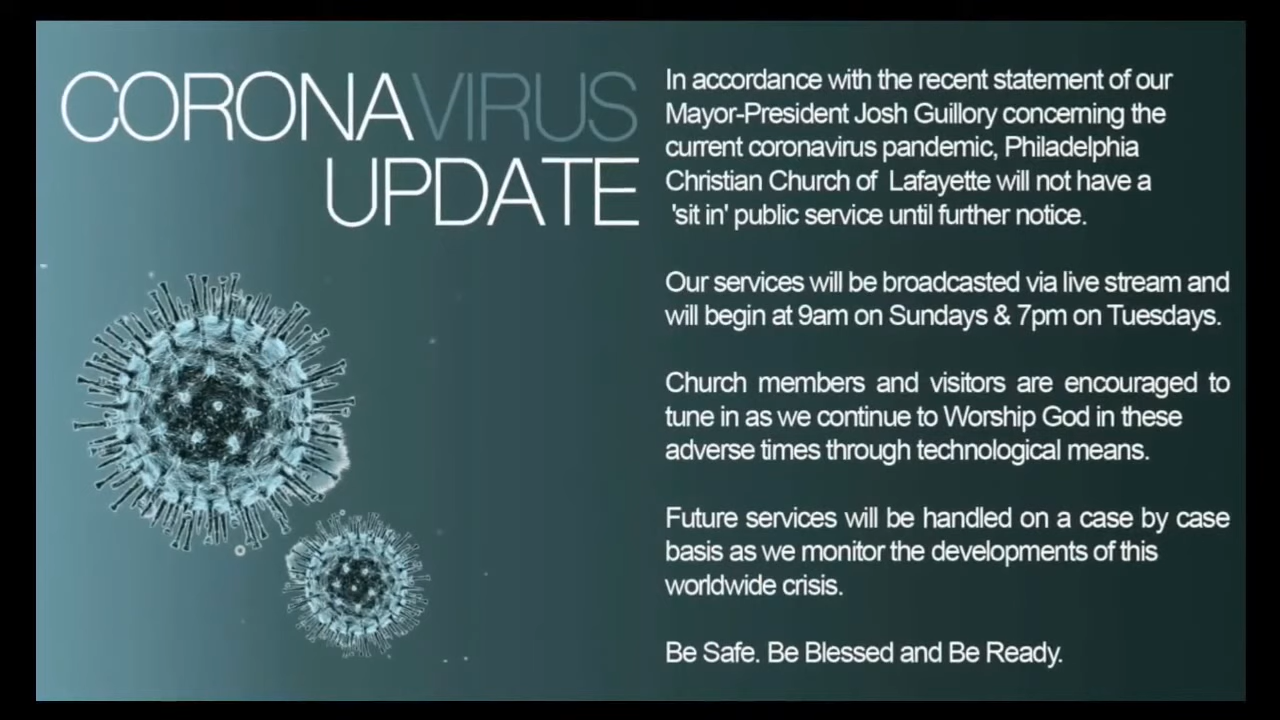 CORONAVIRUS
UPDATE
In accordance with the recent statement of our
Mayor-President Josh Guillory concerning the
current coronavirus pandemic, Philadelphia
Christian Church of Lafayette will not have a
'sit in' public service until further notice.
Our services will be broadcasted via live stream and
will begin at 9am on Sundays & 7pm on Tuesdays.
Church members and visitors are encouraged to
tune in as we continue to Worship God in these
adverse times through technological means.
Future services will be handled on a case by case
basis as we monitor the developments of this
worldwide crisis.
Be Safe. Be Blessed and Be Ready.